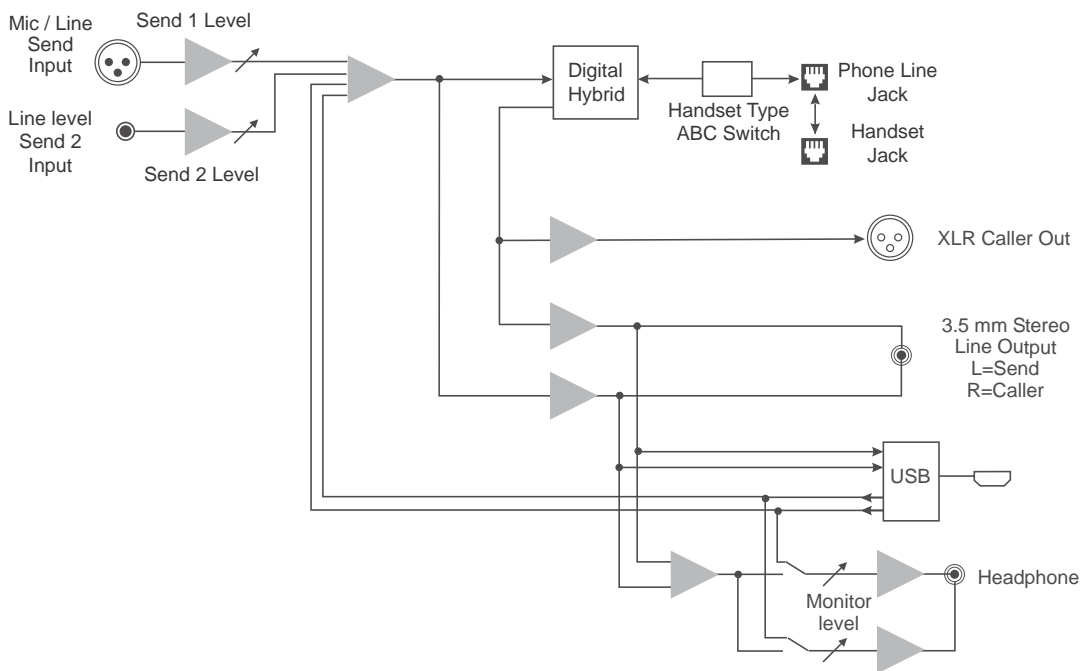 Mic / Line
Send
Input
Send 1 Level
Line level
Send 2
Input
Send 2 Level
Digital
Hybrid
Handset Type
ABC Switch
Phone Line
Jack
Handset
Jack
XLR Caller Out
3.5 mm Stereo
Line Output
L=Send
R=Caller
USB
Monitor
level
Headphone